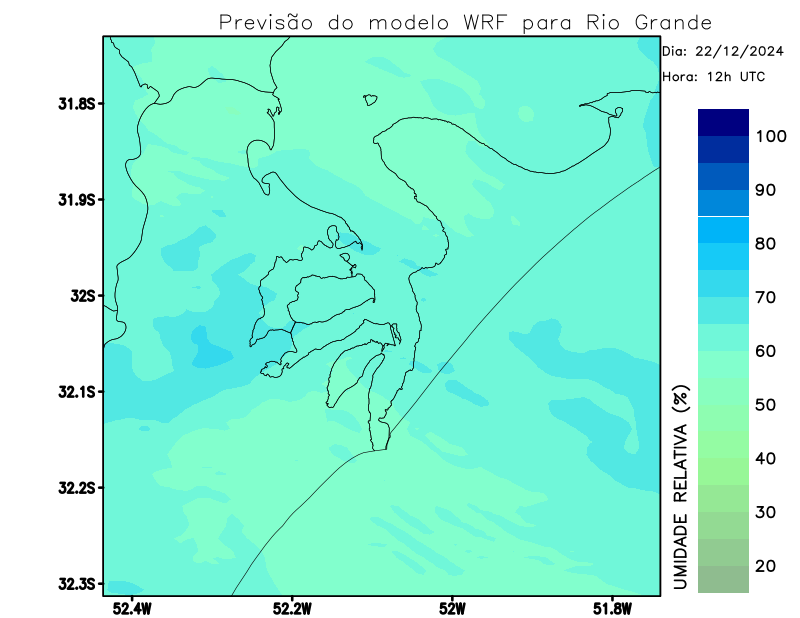 Previsão do modelo WRF para Rio Grande
Dia: 22/12/2024
Hora: 12h UTC
31.8S
31.9S
32S
32.1S
32.2S
32.3S
52.4W
52.2W
52W
51.8W
100
90
80
70
60
50
40
30
20
UMIDADE RELATIVA (%)